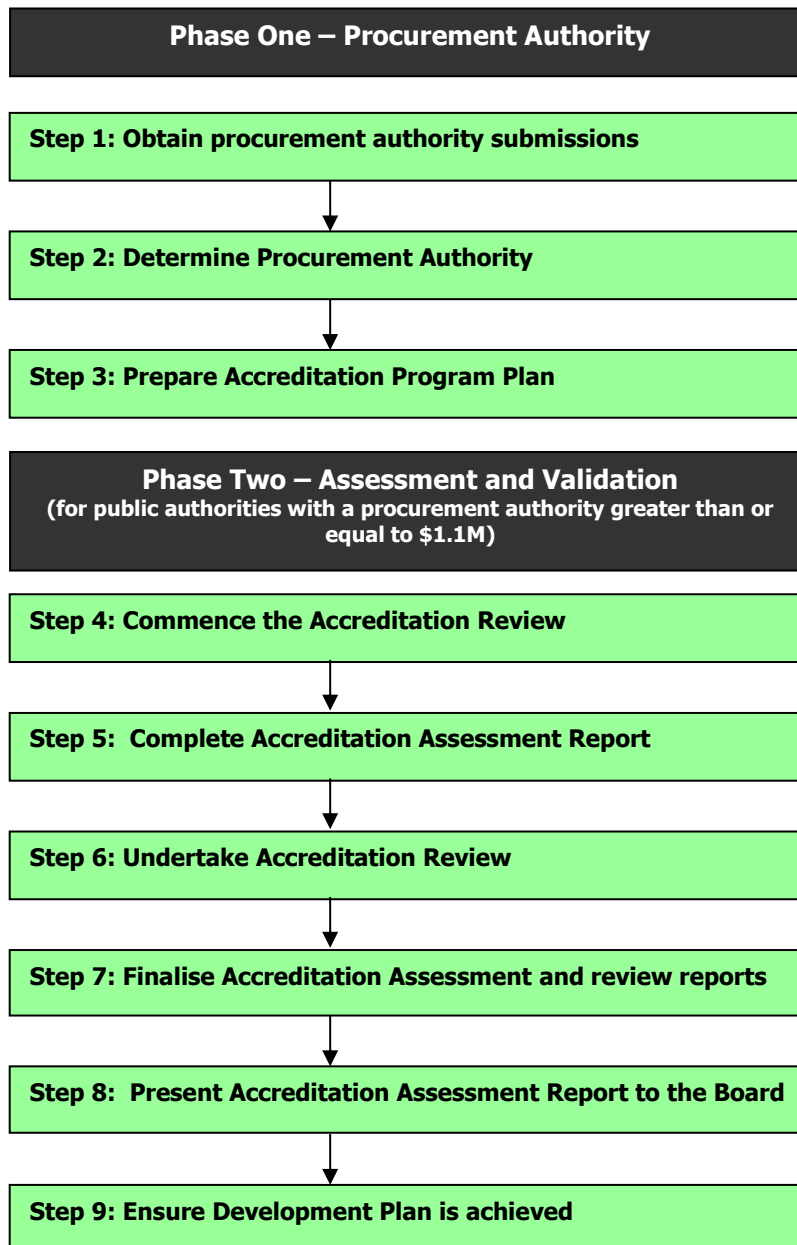 Phase One – Procurement Authority
Step 1: Obtain procurement authority submissions
Step 2: Determine Procurement Authority
Step 3: Prepare Accreditation Program Plan
Phase Two – Assessment and Validation
(for public authorities with a procurement authority greater than or
equal to $1.1M)
Step 4: Commence the Accreditation Review
Step 5:  Complete Accreditation Assessment Report
Step 6: Undertake Accreditation Review
Step 7: Finalise Accreditation Assessment and review reports
Step 8:  Present Accreditation Assessment Report to the Board
Step 9: Ensure Development Plan is achieved